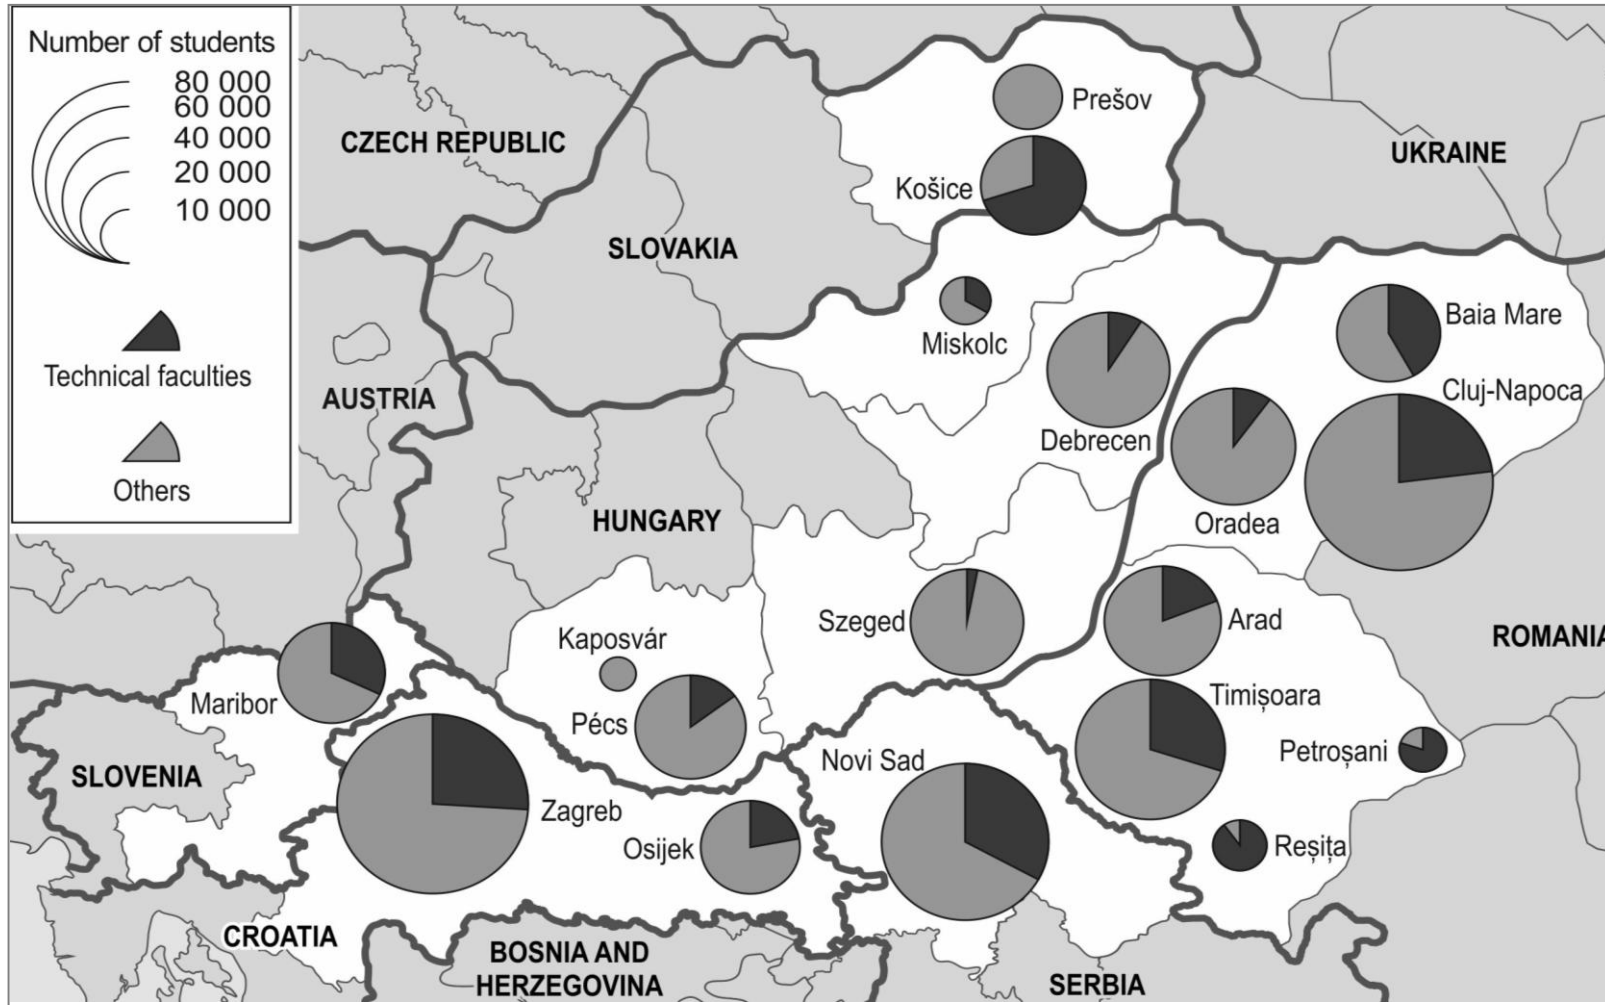 Number of students
80 000
60 000
40 000
20 000
10 000
Technical faculties
Others
CZECH REPUBLIC
SLOVAKIA
UKRAINE
AUSTRIA
HUNGARY
ROMANIA
SLOVENIA
CROATIA
BOSNIA AND
HERZEGOVINA
SERBIA
Prešov
Košice
Miskolc
Debrecen
Baia Mare
Cluj-Napoca
Oradea
Szeged
Arad
Kaposvár
Maribor
Pécs
Timișoara
Petroșani
Novi Sad
Zagreb
Osijek
Reșița